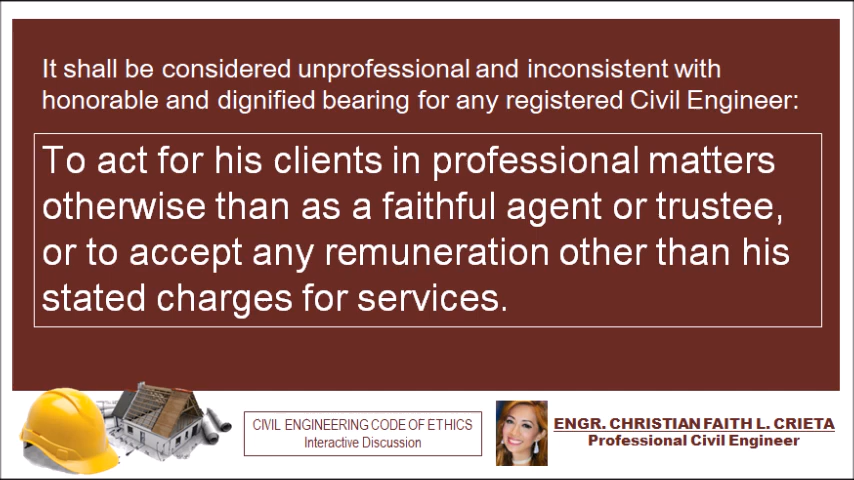 It shall be considered unprofessional and inconsistent with
honorable and dignified bearing for any registered Civil Engineer:
To act for his clients in professional matters
otherwise than as a faithful agent or trustee,
or to accept any remuneration other than his
stated charges for services.
CIVIL ENGINEERING CODE OF ETHICS
Interactive Discussion
ENGR. CHRISTIAN FAITH L. CRIETA
Professional Civil Engineer